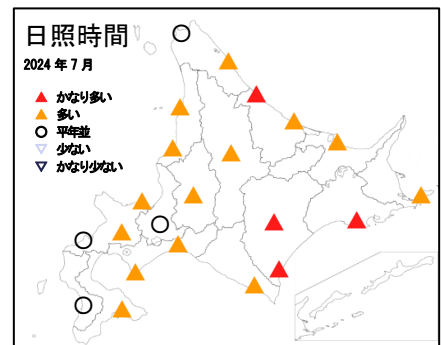 日照時間
2024 年 7 月
かなり多い
多い
平年並
少ない
かなり少ない